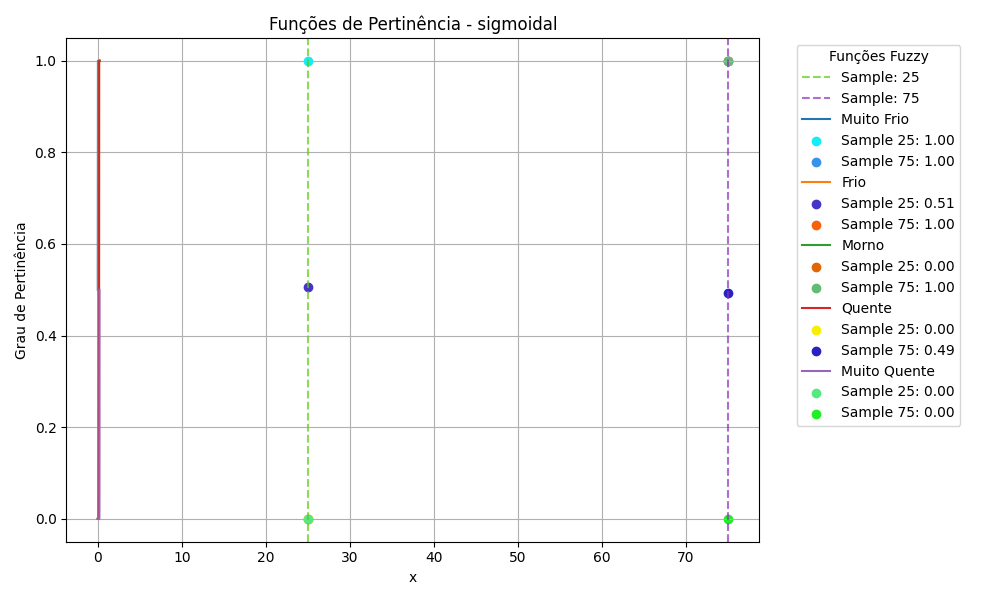 Funções de Pertinência - sigmoidal
Grau de Pertinência
1.0
0.8
0.6
0.4
0.2
0.0
0
10
20
30
40
50
60
70
x
Funções Fuzzy
Sample: 25
Sample: 75
Muito Frio
Sample 25: 1.00
Sample 75: 1.00
Frio
Sample 25: 0.51
Sample 75: 1.00
Morno
Sample 25: 0.00
Sample 75: 1.00
Quente
Sample 25: 0.00
Sample 75: 0.49
Muito Quente
Sample 25: 0.00
Sample 75: 0.00